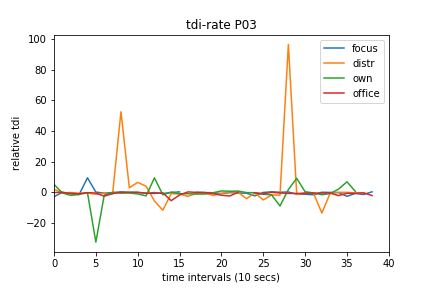 tdi-rate P03
100
80
60
40
20
0
−20
relative tdi
focus
distr
own
office
0 5 10 15 20 25 30 35 40
time intervals (10 secs)